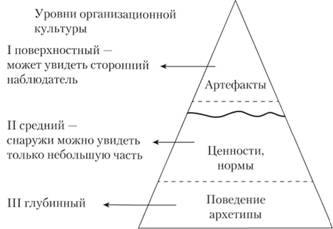 Уровни организационной
культуры
I поверхностный —
может увидеть сторонний
наблюдатель
Артефакты
II средний —
снаружи можно увидеть
только небольшую часть
Ценности,
нормы
III глубинный
Поведение
архетипы